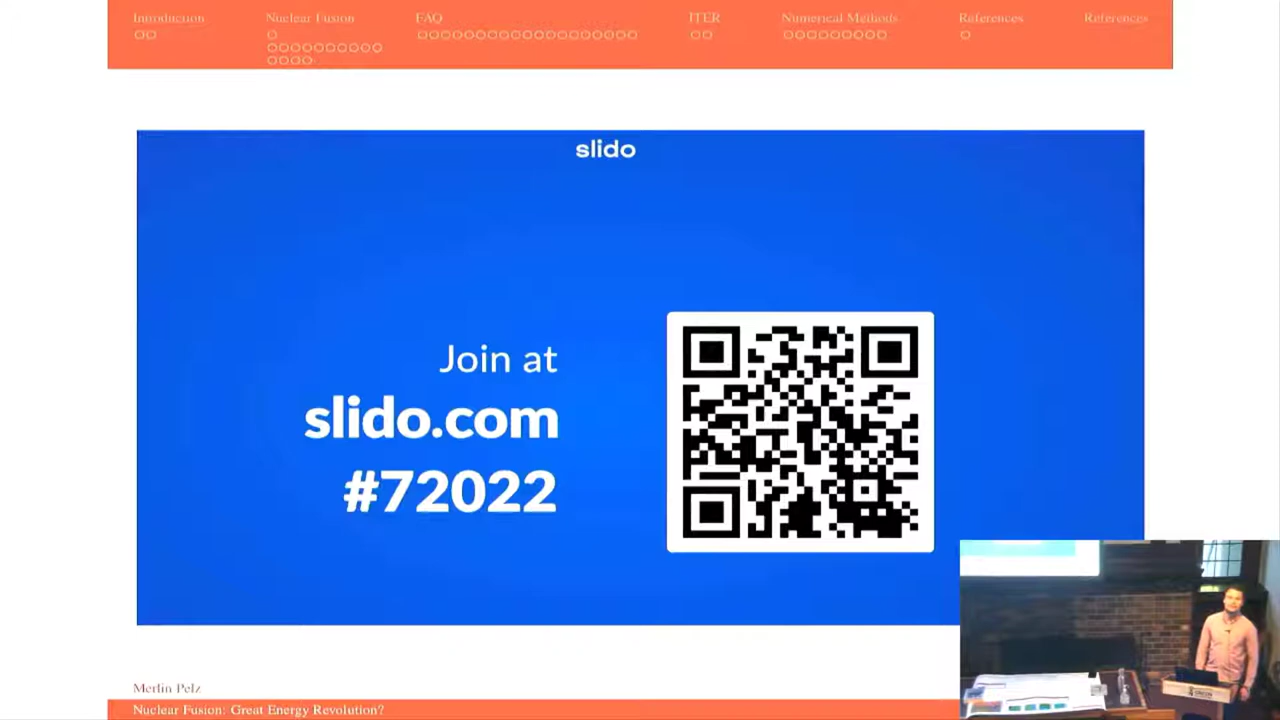 Introduction
Nuclear Fusion
FAQ
ITER
Numerical Methods
References
References
slido
Join at
slido.com
#72022
Merlin Pelz
Nuclear Fusion: Great Energy Revolution?